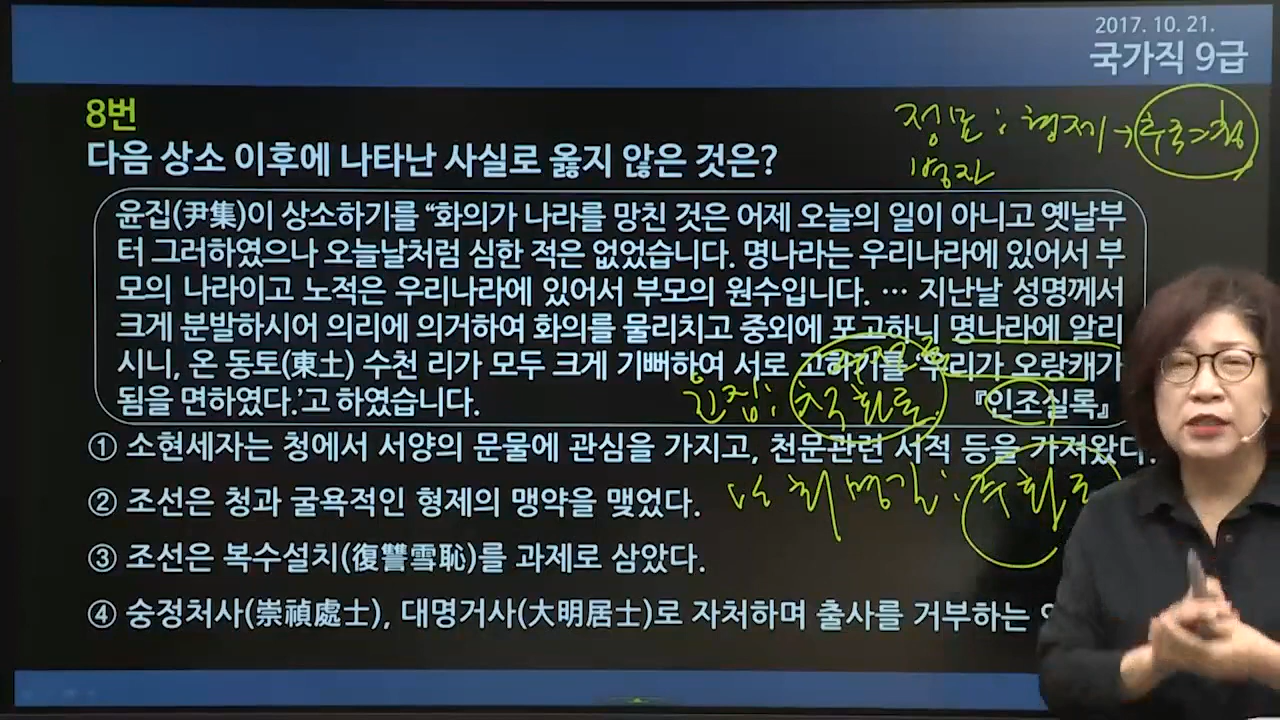 2017. 10. 21.
국가직 9급
8번
다음 상소 이후에 나타난 사실로 옳지 않은 것은?
정묘 : 형제 →
병자
윤집(尹集)이 상소하기를 “화의가 나라를 망친 것은 어제 오늘의 일이 아니고 옛날부
터 그러하였으나 오늘날처럼 심한 적은 없었습니다. 명나라는 우리나라에 있어서 부
모의 나라이고 노적은 우리나라에 있어서 부모의 원수입니다. … 지난날 성명께서
크게 분발하시어 의리에 의거하여 화의를 물리치고 중외에 포고하니 명나라에 알리
시니, 온 동토(東土) 수천 리가 모두 크게 기뻐하여 서로 고하기를 ‘우리가 오랑캐가
됨을 면하였다.’고 하였습니다.
『인조실록』
윤집: 척화론
① 소현세자는 청에서 서양의 문물에 관심을 가지고, 천문관련 서적 등을 가져왔다.
↔ 최명길: 주화론
② 조선은 청과 굴욕적인 형제의 맹약을 맺었다.
③ 조선은 복수설치(復讐雪恥)를 과제로 삼았다.
④ 숭정처사(崇禎處士), 대명거사(大明居士)로 자처하며 출사를 거부하는